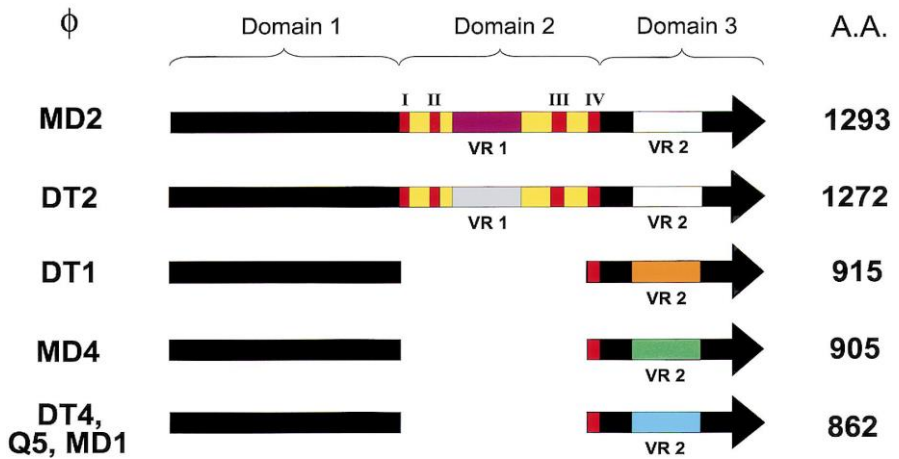 ϕ Domain 1 Domain 2 Domain 3 A.A.
I II III IV
MD2 1293
VR 1 VR 2
DT2 1272
VR 1 VR 2
DT1 915
VR 2
MD4 905
VR 2
DT4,
Q5, MD1 862
VR 2